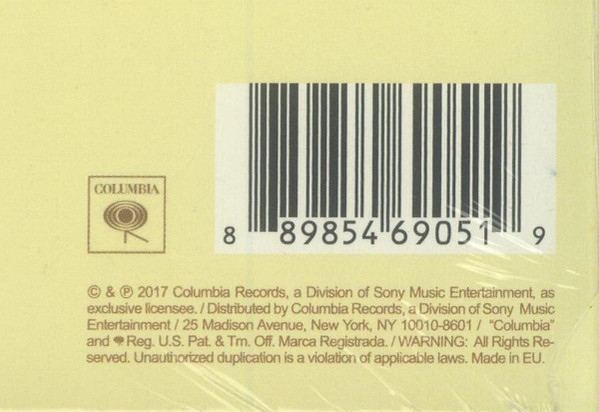 COLUMBIA
8 89854 69051 9
© & ℗ 2017 Columbia Records, a Division of Sony Music Entertainment, as
exclusive licensee. / Distributed by Columbia Records, a Division of Sony Music
Entertainment / 25 Madison Avenue, New York, NY 10010-8601 / “Columbia”
and Reg. U.S. Pat. & Tm. Off. Marca Registrada. / WARNING: All Rights Re-
served. Unauthorized duplication is a violation of applicable laws. Made in EU.